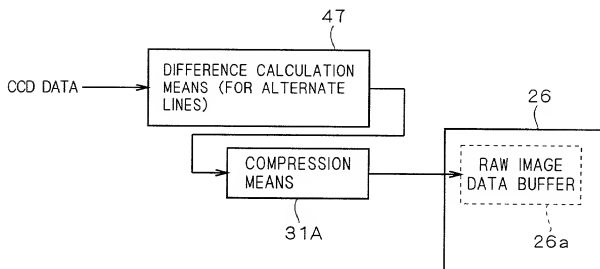 47
CCD DATA
DIFFERENCE CALCULATION
MEANS (FOR ALTERNATE
LINES)
26
COMPRESSION
MEANS
31A
RAW IMAGE
DATA BUFFER
26a